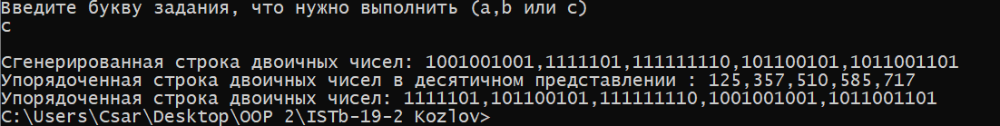 Введите букву задания, что нужно выполнить (a,b или c)
c
Сгенерированная строка двоичных чисел: 1001001001,1111101,111111110,101100101,1011001101
Упорядоченная строка двоичных чисел в десятичном представлении : 125,357,510,585,717
Упорядоченная строка двоичных чисел: 1111101,101100101,111111110,1001001001,1011001101
C:\Users\Csar\Desktop\OOP 2\ISTb-19-2 Kozlov>